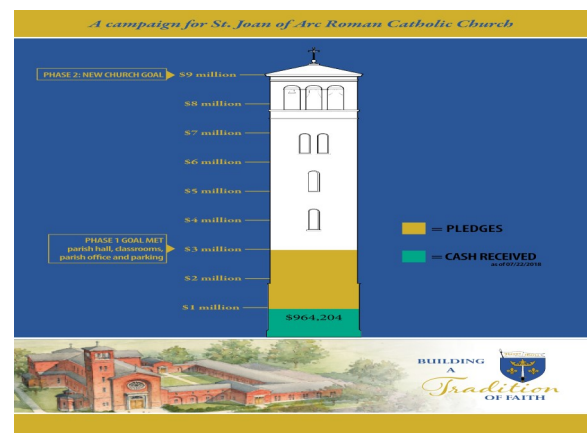 A campaign for St. Joan of Arc Roman Catholic Church
PHASE 2: NEW CHURCH GOAL
$9 million
$8 million
$7 million
$6 million
$5 million
$4 million
PHASE 1 GOAL MET
parish hall, classrooms,
parish office and parking
$3 million
$2 million
$1 million
$964,204
= PLEDGES
= CASH RECEIVED
as of 07/22/2018
BUILDING
A
Tradition
OF FAITH